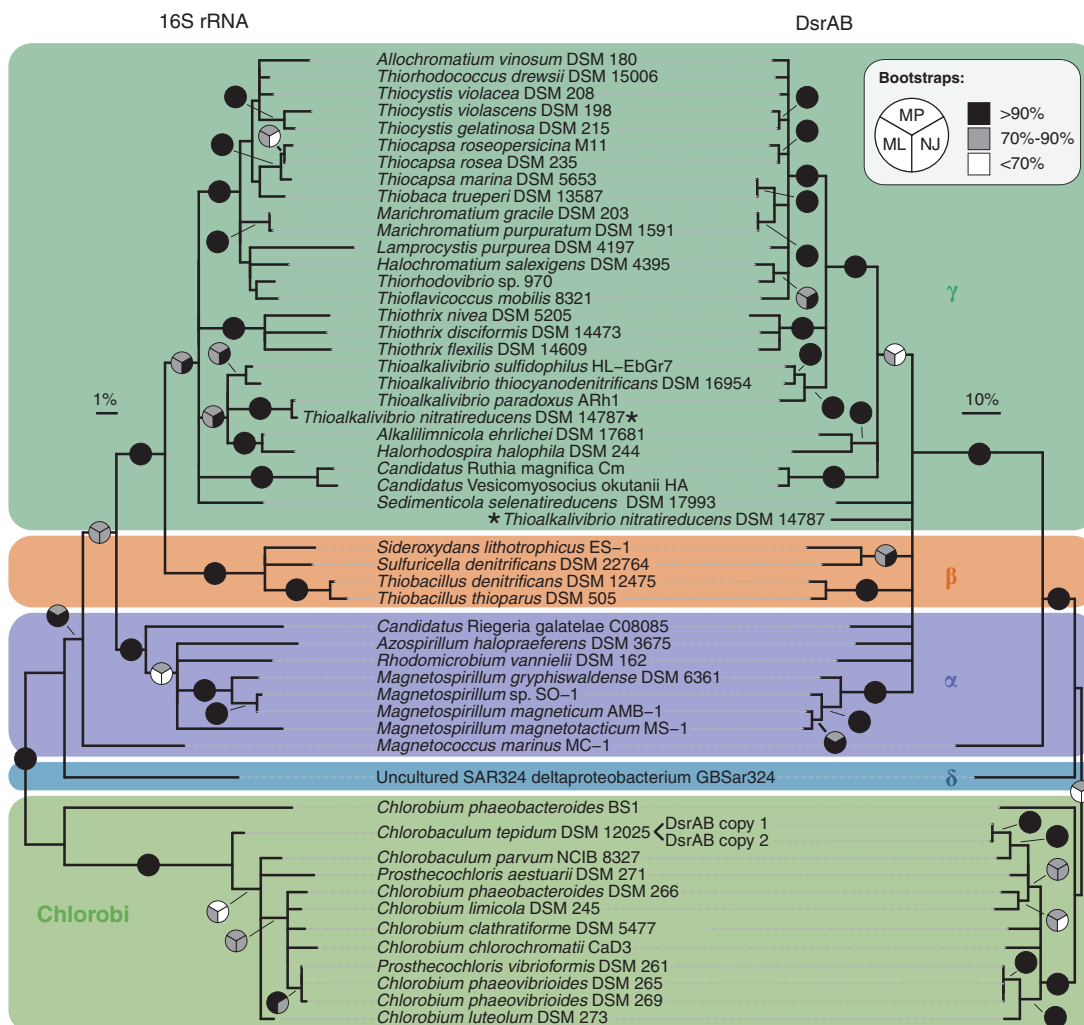 16S rRNA
DsrAB
Bootstraps:
MP
ML NJ
>90%
70%-90%
<70%
Allochromatium vinosum DSM 180
Thiorhodococcus drewsii DSM 15006
Thiocystis violacea DSM 208
Thiocystis violascens DSM 198
Thiocystis gelatinosa DSM 215
Thiocapsa roseopersicina M11
Thiocapsa rosea DSM 235
Thiocapsa marina DSM 5653
Thiobaca trueperi DSM 13587
Marichromatium gracile DSM 203
Marichromatium purpuratum DSM 1591
Lamprocystis purpurea DSM 4197
Halochromatium salexigens DSM 4395
Thiorhodovibrio sp. 970
Thioflavicoccus mobilis 8321
γ
Thiothrix nivea DSM 5205
Thiothrix disciformis DSM 14473
Thiothrix flexilis DSM 14609
Thioalkalivibrio sulfidophilus HL−EbGr7
Thioalkalivibrio thiocyanodenitrificans DSM 16954
Thioalkalivibrio paradoxus ARh1
1%
10%
Thioalkalivibrio nitratireducens DSM 14787*
Alkalilimnicola ehrlichei DSM 17681
Halorhodospira halophila DSM 244
Candidatus Ruthia magnifica Cm
Candidatus Vesicomyosocius okutanii HA
Sedimenticola selenatireducens DSM 17993
* Thioalkalivibrio nitratireducens DSM 14787
Sideroxydans lithotrophicus ES−1
Sulfuricella denitrificans DSM 22764
Thiobacillus denitrificans DSM 12475
Thiobacillus thioparus DSM 505
β
Candidatus Riegeria galatelae C08085
Azospirillum halopraeferens DSM 3675
Rhodomicrobium vannielii DSM 162
Magnetospirillum gryphiswaldense DSM 6361
Magnetospirillum sp. SO−1
Magnetospirillum magneticum AMB−1
Magnetospirillum magnetotacticum MS−1
Magnetococcus marinus MC−1
α
Uncultured SAR324 deltaproteobacterium GBSar324
δ
Chlorobium phaeobacteroides BS1
Chlorobaculum tepidum DSM 12025
DsrAB copy 1
DsrAB copy 2
Chlorobaculum parvum NCIB 8327
Prosthecochloris aestuarii DSM 271
Chlorobium phaeobacteroides DSM 266
Chlorobium limicola DSM 245
Chlorobi
Chlorobium clathratiforme DSM 5477
Chlorobium chlorochromatii CaD3
Prosthecochloris vibrioformis DSM 261
Chlorobium phaeovibrioides DSM 265
Chlorobium phaeovibrioides DSM 269
Chlorobium luteolum DSM 273